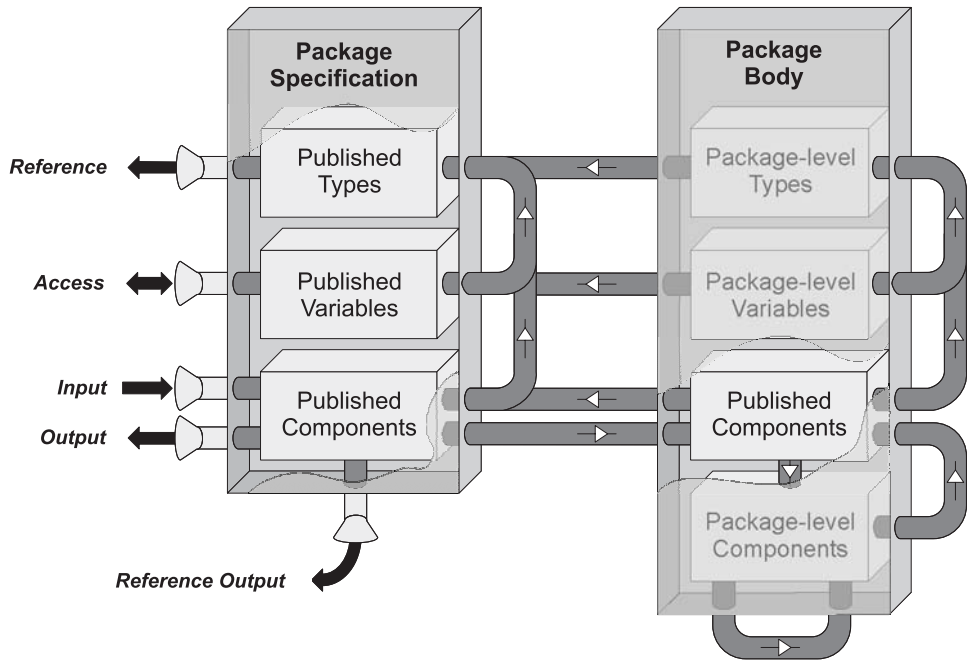 Package
Specification
Package
Body
Reference
Published
Types
Package-level
Types
Access
Published
Variables
Package-level
Variables
Input
Output
Published
Components
Published
Components
Package-level
Components
Reference Output